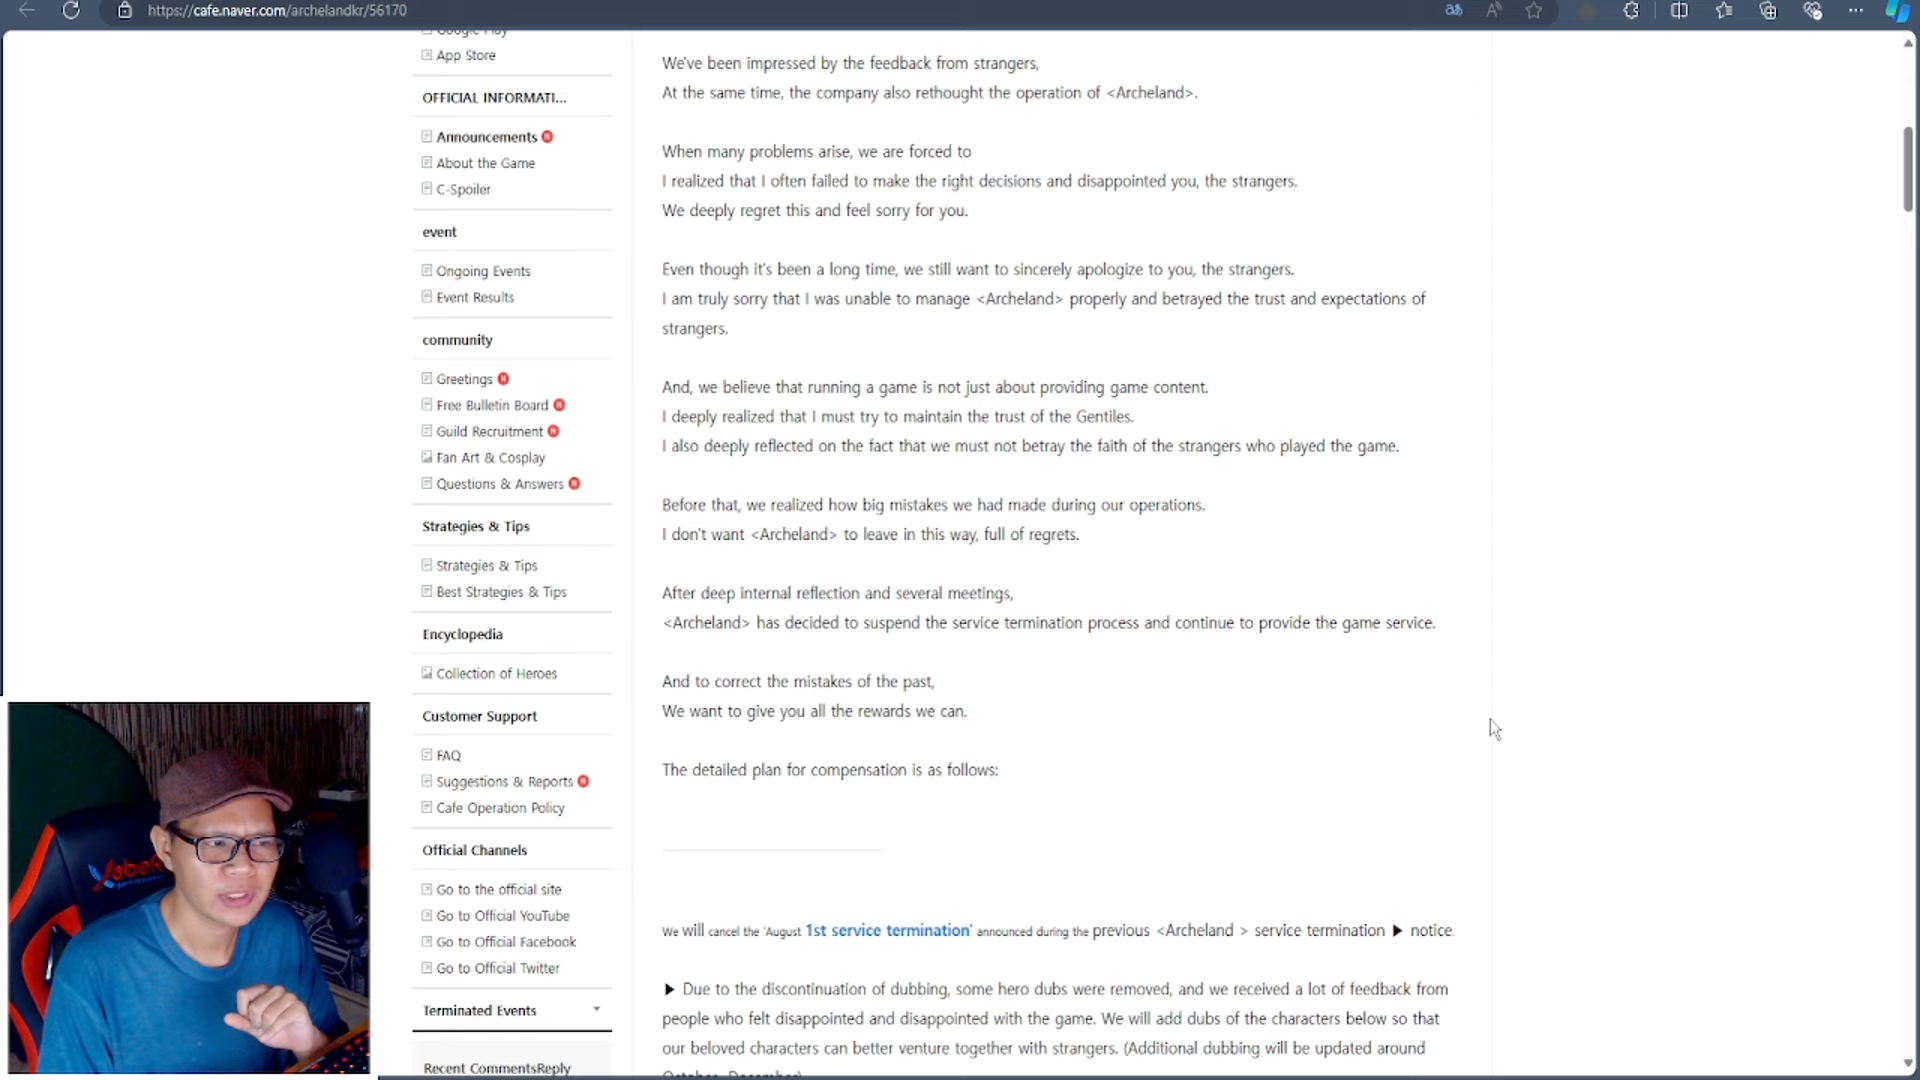 https://cafe.naver.com/archelandkr/56170
Google Play
App Store
OFFICIAL INFORMATI...
Announcements N
About the Game
C-Spoiler
event
Ongoing Events
Event Results
community
Greetings N
Free Bulletin Board N
Guild Recruitment N
Fan Art & Cosplay
Questions & Answers N
Strategies & Tips
Strategies & Tips
Best Strategies & Tips
Encyclopedia
Collection of Heroes
Customer Support
FAQ
Suggestions & Reports N
Cafe Operation Policy
Official Channels
Go to the official site
Go to Official YouTube
Go to Official Facebook
Go to Official Twitter
Terminated Events
Recent CommentsReply
We've been impressed by the feedback from strangers,
At the same time, the company also rethought the operation of <Archeland>.
When many problems arise, we are forced to
I realized that I often failed to make the right decisions and disappointed you, the strangers.
We deeply regret this and feel sorry for you.
Even though it's been a long time, we still want to sincerely apologize to you, the strangers.
I am truly sorry that I was unable to manage <Archeland> properly and betrayed the trust and expectations of
strangers.
And, we believe that running a game is not just about providing game content.
I deeply realized that I must try to maintain the trust of the Gentiles.
I also deeply reflected on the fact that we must not betray the faith of the strangers who played the game.
Before that, we realized how big mistakes we had made during our operations.
I don't want <Archeland> to leave in this way, full of regrets.
After deep internal reflection and several meetings,
<Archeland> has decided to suspend the service termination process and continue to provide the game service.
And to correct the mistakes of the past,
We want to give you all the rewards we can.
The detailed plan for compensation is as follows:
We will cancel the 'August 1st service termination' announced during the previous <Archeland > service termination ▶ notice.
▶ Due to the discontinuation of dubbing, some hero dubs were removed, and we received a lot of feedback from
people who felt disappointed and disappointed with the game. We will add dubs of the characters below so that
our beloved characters can better venture together with strangers. (Additional dubbing will be updated around
October~December)